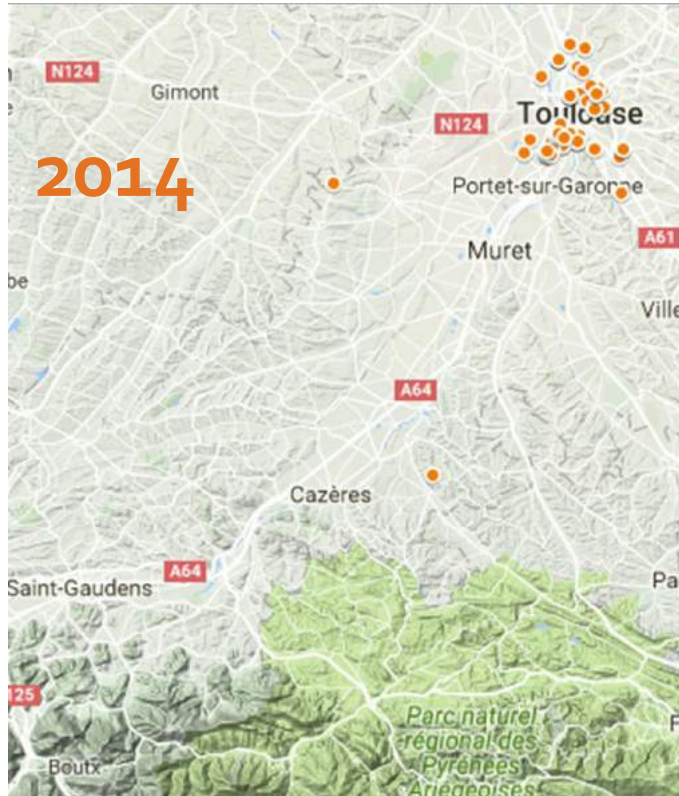 N124
Gimont
Toulouse
N124
2014
Portet-sur-Garonne
A61
Muret
be
Ville
A64
Cazères
A64
Saint-Gaudens
Pa
125
Parc naturel
régional des
Pyrénées
Ariégeoises
F
Boutx